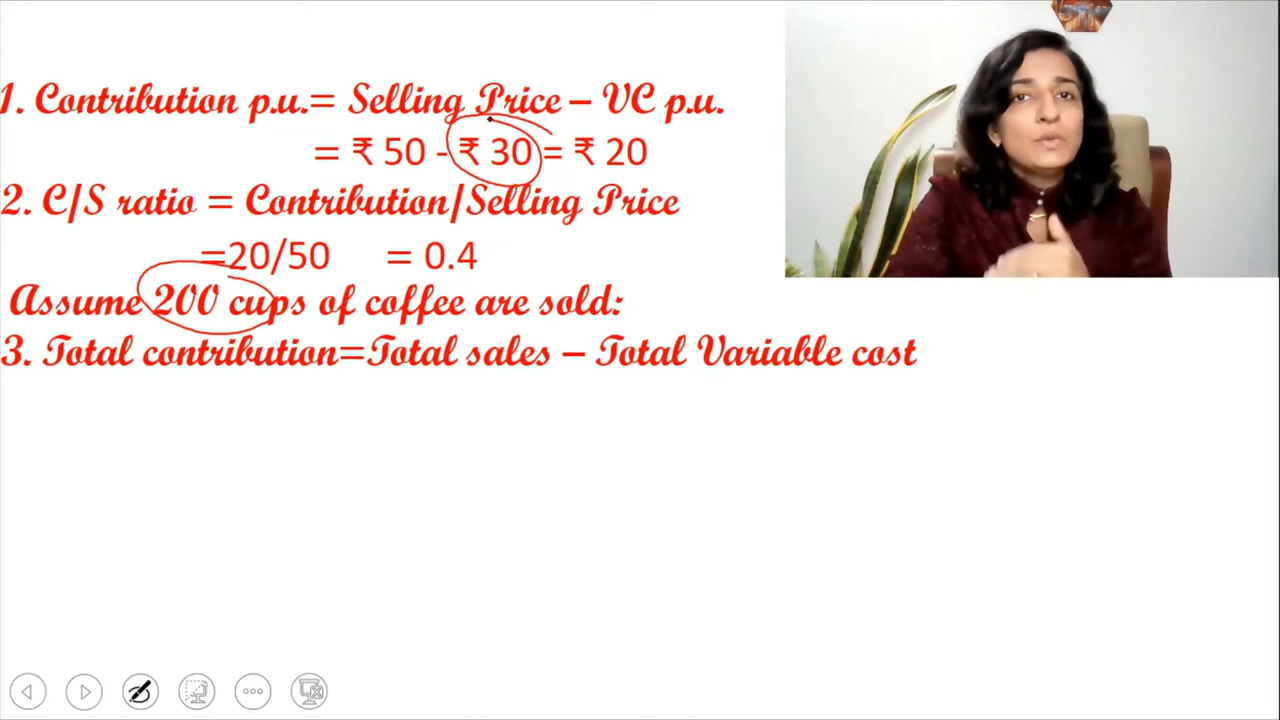 1. Contribution p.u.= Selling Price – VC p.u.
= ₹ 50 - ₹ 30 = ₹ 20
2. C/S ratio = Contribution/Selling Price
=20/50 = 0.4
Assume 200 cups of coffee are sold:
3. Total contribution=Total sales – Total Variable cost